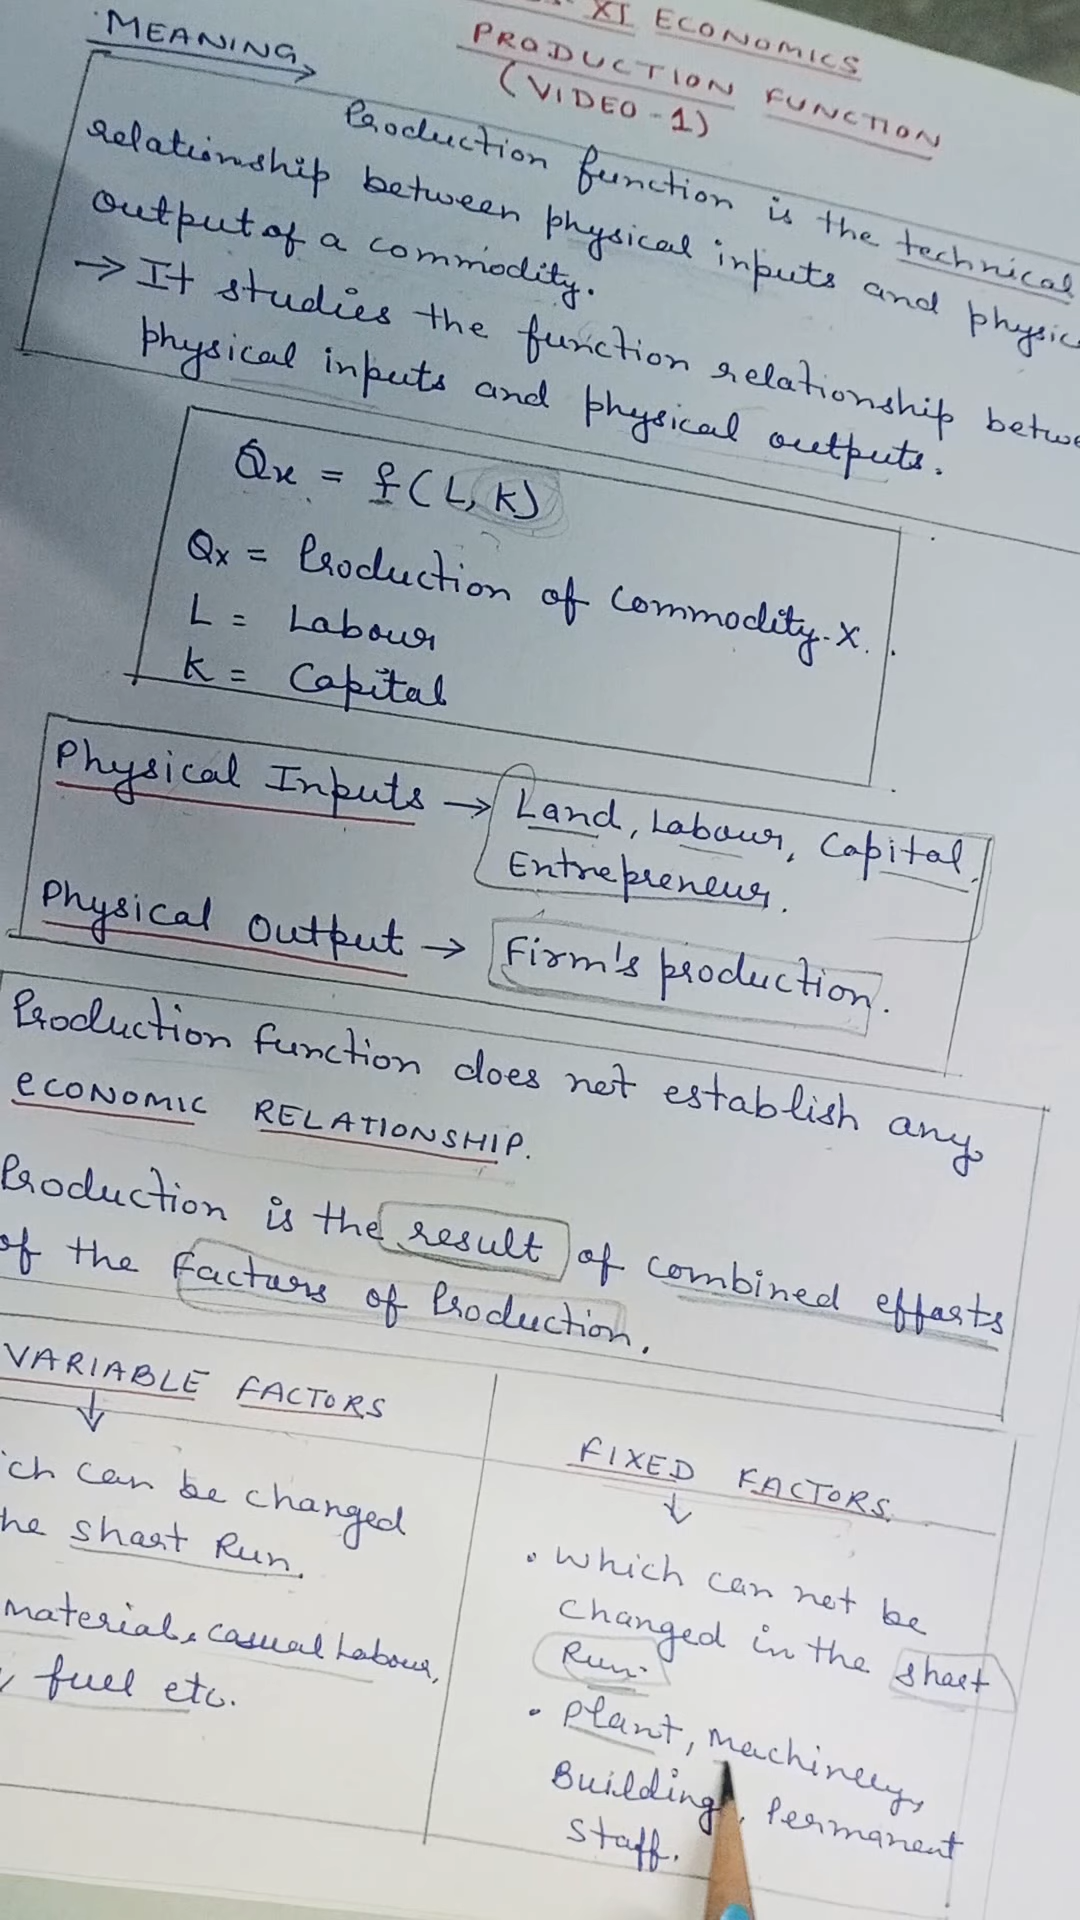 XI ECONOMICS
PRODUCTION FUNCTION
(VIDEO-1)
MEANING
Production function is the technical
relationship between physical inputs and physic
output of a commodity.
→ It studies the function relationship betwe
physical inputs and physical outputs.
Qx = f(L, K)
Qx = Production of Commodity-X.
L = Labour
K = Capital
Physical Inputs → Land, Labour, Capital,
Entrepreneur.
Physical Output → Firm's production.
Production function does not establish any
ECONOMIC RELATIONSHIP.
Production is the result of combined efforts
of the factors of Production.
VARIABLE FACTORS
↓
ich can be changed
he short Run.
material, casual Labour,
, fuel etc.
FIXED FACTORS
↓
• Which can not be
changed in the short
Run.
• Plant, Machinery,
Building, Permanent
Staff.